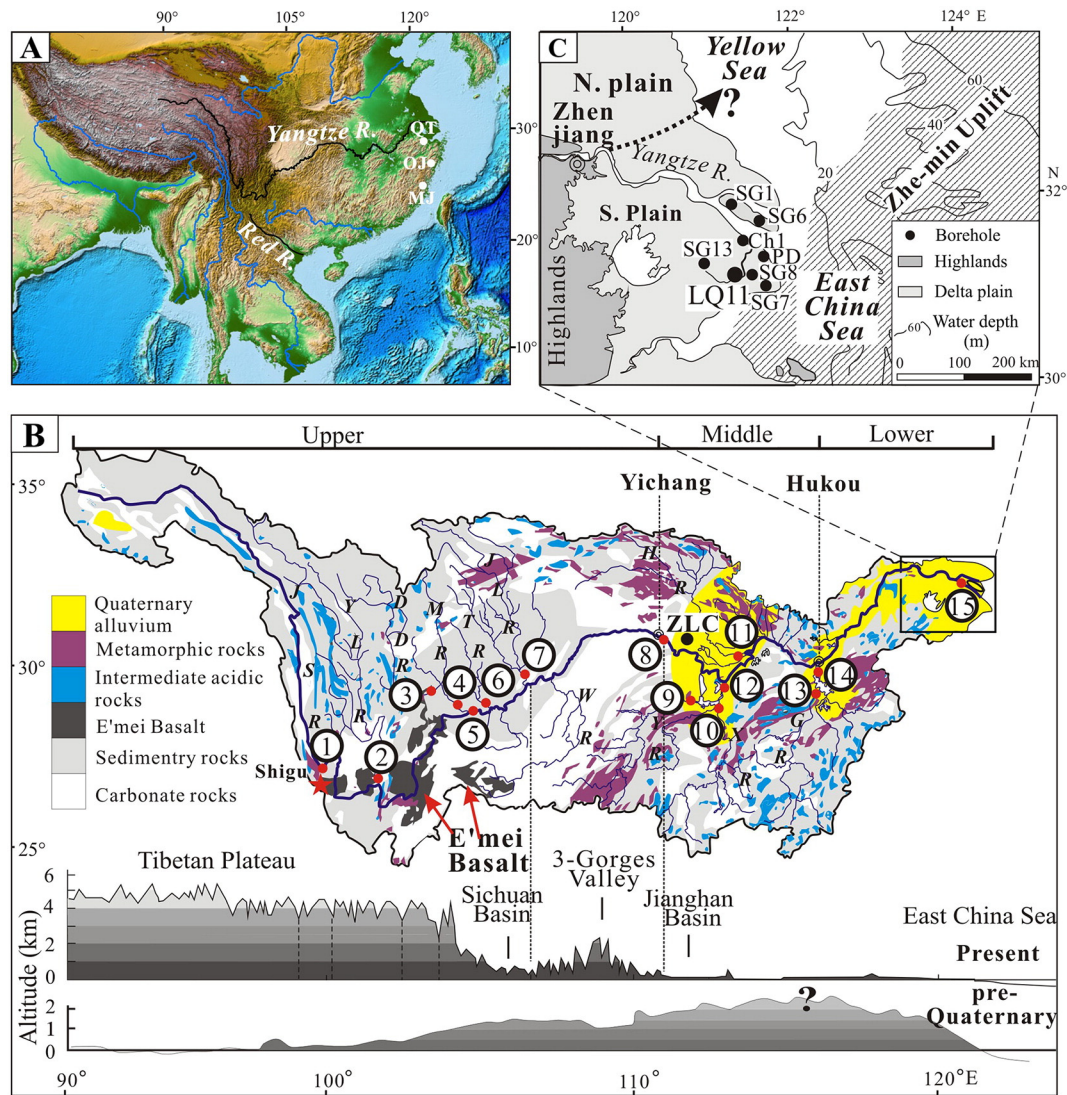 90°
105°
120°
A
Yangtze R.
QT
OJ
MJ
Red R.
30°
20°
10°
120°
122°
124° E
C
Yellow
Sea
?
N. plain
Zhen
jiang
Yangtze R.
60
40
20
Zhe-min Uplift
N
32°
S. Plain
SG1
SG6
Ch1
PD
SG13
SG8
LQ11
SG7
Highlands
East
China
Sea
Borehole
Highlands
Delta plain
60
Water depth
(m)
0 100 200 km
30°
B
Upper
Middle
Lower
Yichang
Hukou
35°
30°
25°
Quaternary
alluvium
Metamorphic rocks
Intermediate acidic
rocks
E'mei Basalt
Sedimentry rocks
Carbonate rocks
J
S
R
Y
L
R
D
D
R
M
R
T
R
J
L
R
H
R
W
R
Y
R
Y
R
G
R
ZLC
1
2
3
4
5
6
7
8
9
10
11
12
13
14
15
Shigu
E'mei
Basalt
Tibetan Plateau
Sichuan
Basin
3-Gorges
Valley
Jianghan
Basin
East China Sea
Present
pre-
Quaternary
?
Altitude (km)
6
4
2
0
2
1
0
90°
100°
110°
120°E